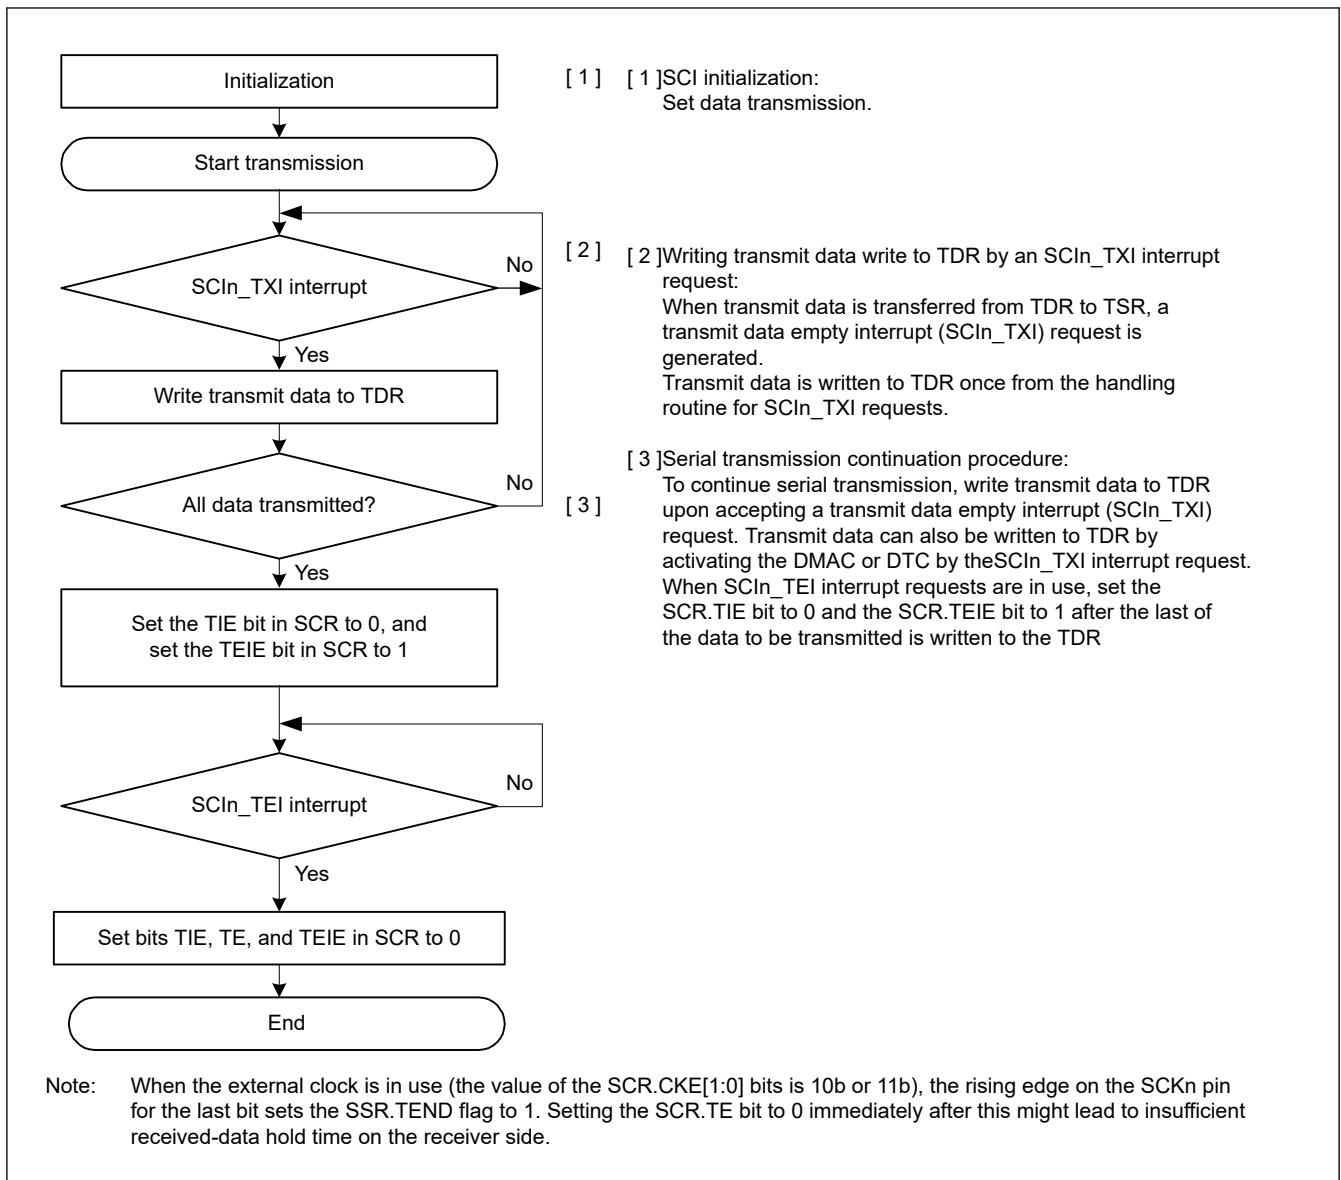 Initialization
[ 1 ]
[ 1 ]SCI initialization:
Set data transmission.
Start transmission
SCIn_TXI interrupt
No
Yes
[ 2 ]
[ 2 ]Writing transmit data write to TDR by an SCIn_TXI interrupt
request:
When transmit data is transferred from TDR to TSR, a
transmit data empty interrupt (SCIn_TXI) request is
generated.
Transmit data is written to TDR once from the handling
routine for SCIn_TXI requests.
Write transmit data to TDR
All data transmitted?
No
Yes
[ 3 ]
[ 3 ]Serial transmission continuation procedure:
To continue serial transmission, write transmit data to TDR
upon accepting a transmit data empty interrupt (SCIn_TXI)
request. Transmit data can also be written to TDR by
activating the DMAC or DTC by theSCIn_TXI interrupt request.
When SCIn_TEI interrupt requests are in use, set the
SCR.TIE bit to 0 and the SCR.TEIE bit to 1 after the last of
the data to be transmitted is written to the TDR
Set the TIE bit in SCR to 0, and
set the TEIE bit in SCR to 1
SCIn_TEI interrupt
No
Yes
Set bits TIE, TE, and TEIE in SCR to 0
End
Note: When the external clock is in use (the value of the SCR.CKE[1:0] bits is 10b or 11b), the rising edge on the SCKn pin
for the last bit sets the SSR.TEND flag to 1. Setting the SCR.TE bit to 0 immediately after this might lead to insufficient
received-data hold time on the receiver side.